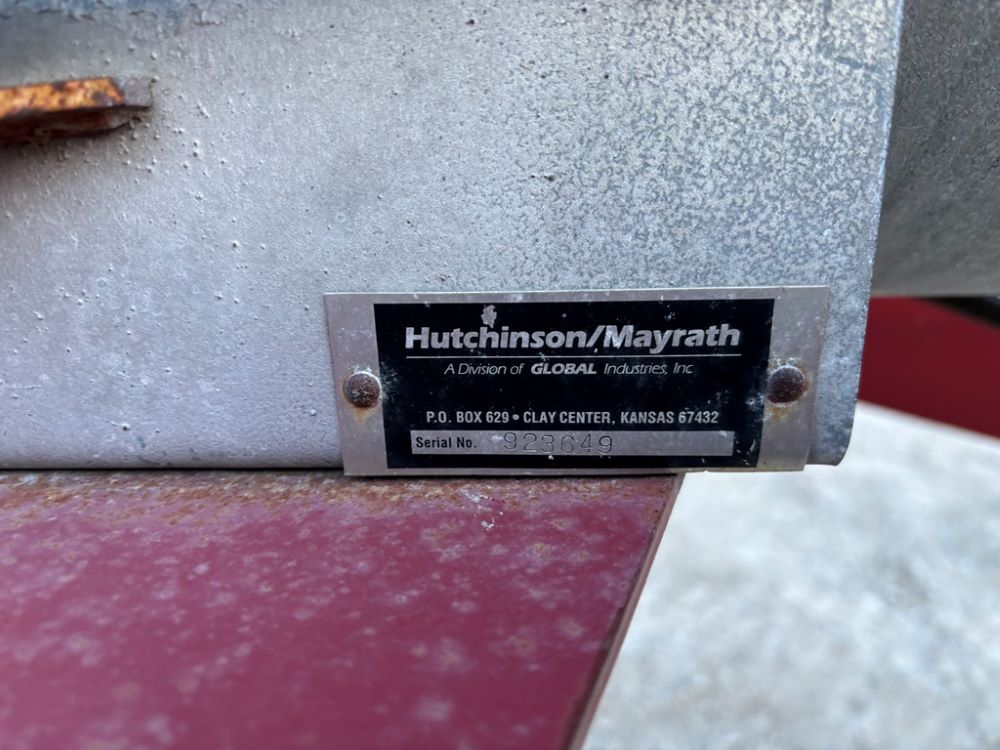 Hutchinson/Mayrath
A Division of GLOBAL Industries, Inc
P.O. BOX 629 • CLAY CENTER, KANSAS 67432
Serial No. 923649